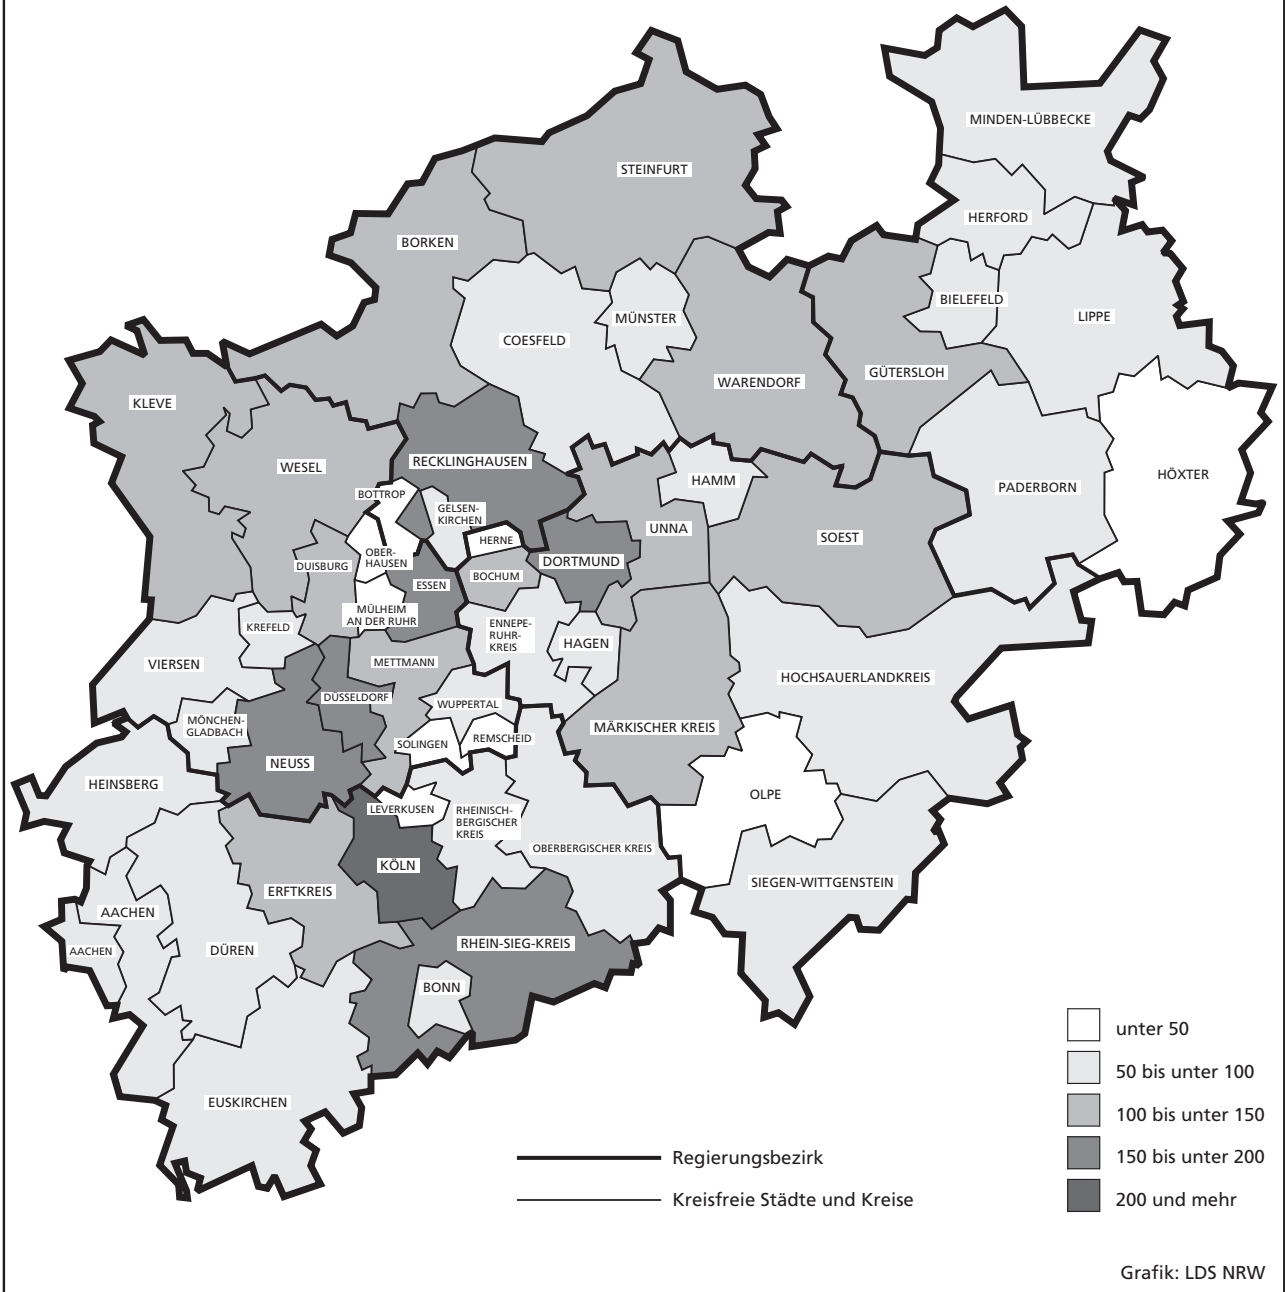 MINDEN-LÜBBECKE
STEINFURT
HERFORD
BORKEN
BIELEFELD
LIPPE
MÜNSTER
COESFELD
GÜTERSLOH
WARENDORF
KLEVE
RECKLINGHAUSEN
WESEL
HÖXTER
HAMM
PADERBORN
BOTTROP
GELSEN-
KIRCHEN
UNNA
SOEST
HERNE
OBER-
HAUSEN
DORTMUND
DUISBURG
BOCHUM
ESSEN
MÜLHEIM
AN DER RUHR
KREFELD
ENNEPE-
RUHR-
KREIS
HAGEN
VIERSEN
METTMANN
HOCHSAUERLANDKREIS
DÜSSELDORF
WUPPERTAL
MÖNCHEN-
GLADBACH
MÄRKISCHER KREIS
REMSCHEID
SOLINGEN
NEUSS
HEINSBERG
OLPE
LEVERKUSEN
RHEINISCH-
BERGISCHER
KREIS
OBERBERGISCHER KREIS
KÖLN
SIEGEN-WITTGENSTEIN
ERFTKREIS
AACHEN
RHEIN-SIEG-KREIS
AACHEN
DÜREN
BONN
EUSKIRCHEN
unter 50
50 bis unter 100
100 bis unter 150
150 bis unter 200
200 und mehr
Regierungsbezirk
Kreisfreie Städte und Kreise
Grafik: LDS NRW